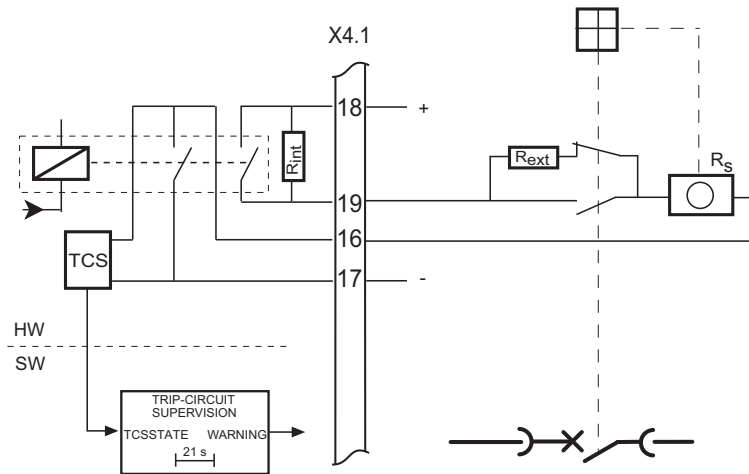 X4.1
18
+
Rint
Rext
Rs
19
16
TCS
17
-
HW
SW
TRIP-CIRCUIT
SUPERVISION
TCSSTATE WARNING
21 s